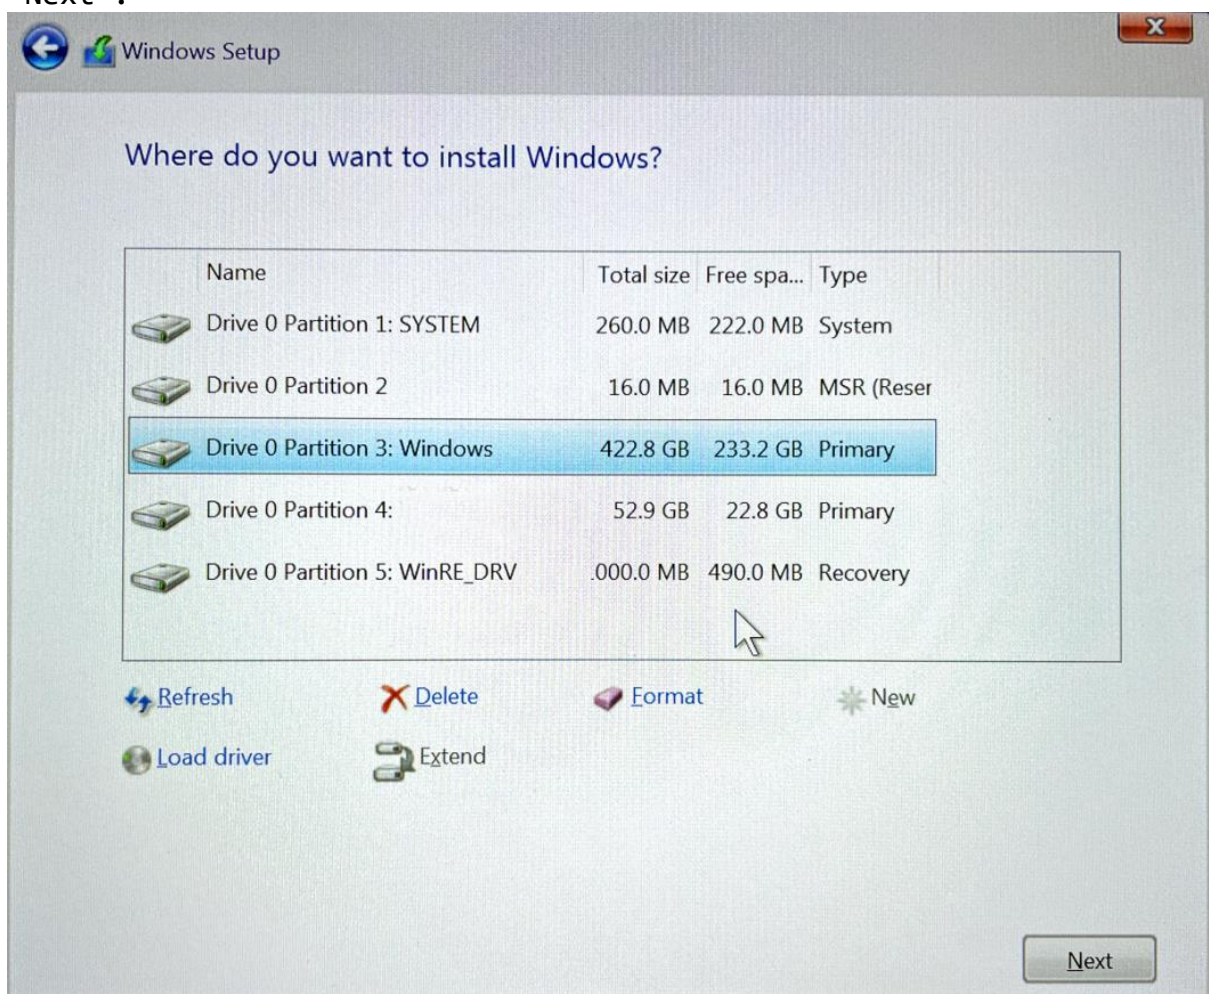 Next .
X
Windows Setup
Where do you want to install Windows?
Name Total size Free spa... Type
Drive 0 Partition 1: SYSTEM 260.0 MB 222.0 MB System
Drive 0 Partition 2 16.0 MB 16.0 MB MSR (Reser
Drive 0 Partition 3: Windows 422.8 GB 233.2 GB Primary
Drive 0 Partition 4: 52.9 GB 22.8 GB Primary
Drive 0 Partition 5: WinRE_DRV .000.0 MB 490.0 MB Recovery
Refresh Delete Format New
Load driver Extend
Next